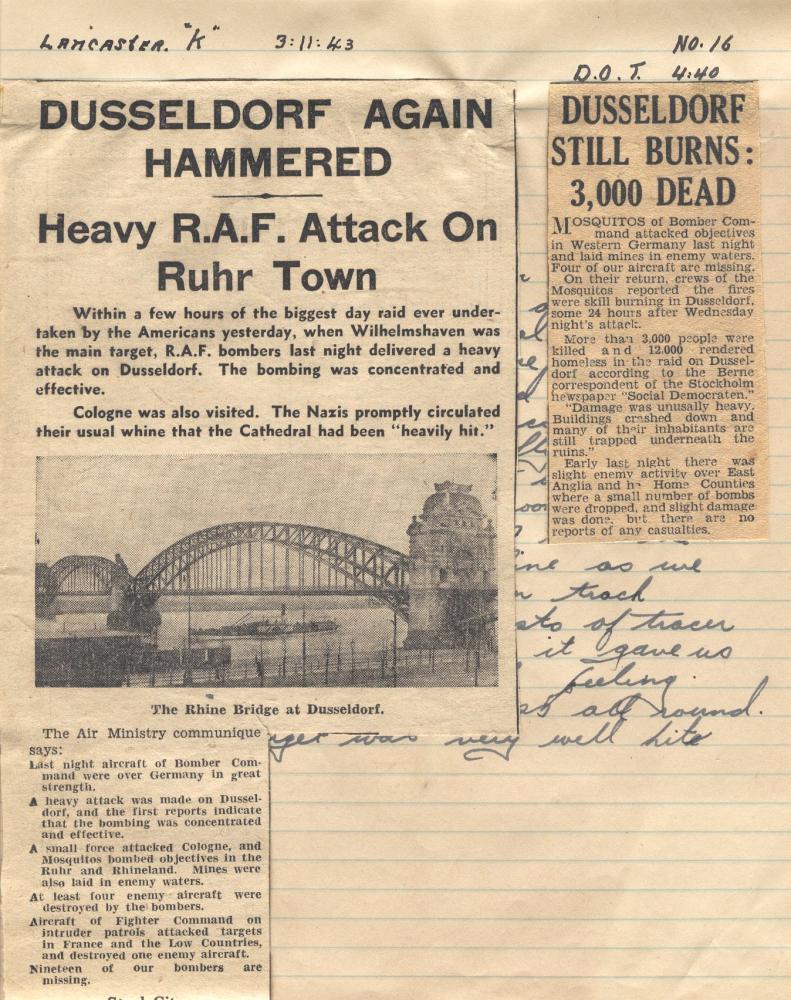 LANCASTER. "K" 3:11:43 NO. 16
D.O.T. 4:40
DUSSELDORF AGAIN
HAMMERED
Heavy R.A.F. Attack On
Ruhr Town
Within a few hours of the biggest day raid ever under-
taken by the Americans yesterday, when Wilhelmshaven was
the main target, R.A.F. bombers last night delivered a heavy
attack on Dusseldorf. The bombing was concentrated and
effective.
Cologne was also visited. The Nazis promptly circulated
their usual whine that the Cathedral had been "heavily hit."
The Rhine Bridge at Dusseldorf.
The Air Ministry communique
says:
Last night aircraft of Bomber Com-
mand were over Germany in great
strength.
A heavy attack was made on Dussel-
dorf, and the first reports indicate
that the bombing was concentrated
and effective.
A small force attacked Cologne, and
Mosquitos bombed objectives in the
Ruhr and Rhineland. Mines were
also laid in enemy waters.
At least four enemy aircraft were
destroyed by the bombers.
Aircraft of Fighter Command on
intruder patrols attacked targets
in France and the Low Countries,
and destroyed one enemy aircraft.
Nineteen of our bombers are
missing.
DUSSELDORF
STILL BURNS:
3,000 DEAD
MOSQUITOS of Bomber Com-
mand attacked objectives
in Western Germany last night
and laid mines in enemy waters.
Four of our aircraft are missing.
On their return, crews of the
Mosquitos reported the fires
were skill burning in Dusseldorf,
some 24 hours after Wednesday
night's attack.
More than 3,000 people were
killed and 12,000 rendered
homeless in the raid on Dussel-
dorf according to the Berne
correspondent of the Stockholm
newspaper "Social Democraten."
"Damage was unusally heavy.
Buildings crashed down and
many of their inhabitants are
still trapped underneath the
ruins."
Early last night there was
slight enemy activity over East
Anglia and h Home Counties
where a small number of bombs
were dropped, and slight damage
was done, but there are no
reports of any casualties.
as we
track
of tracer
it gave us
feeling.
all round.
was very well lite